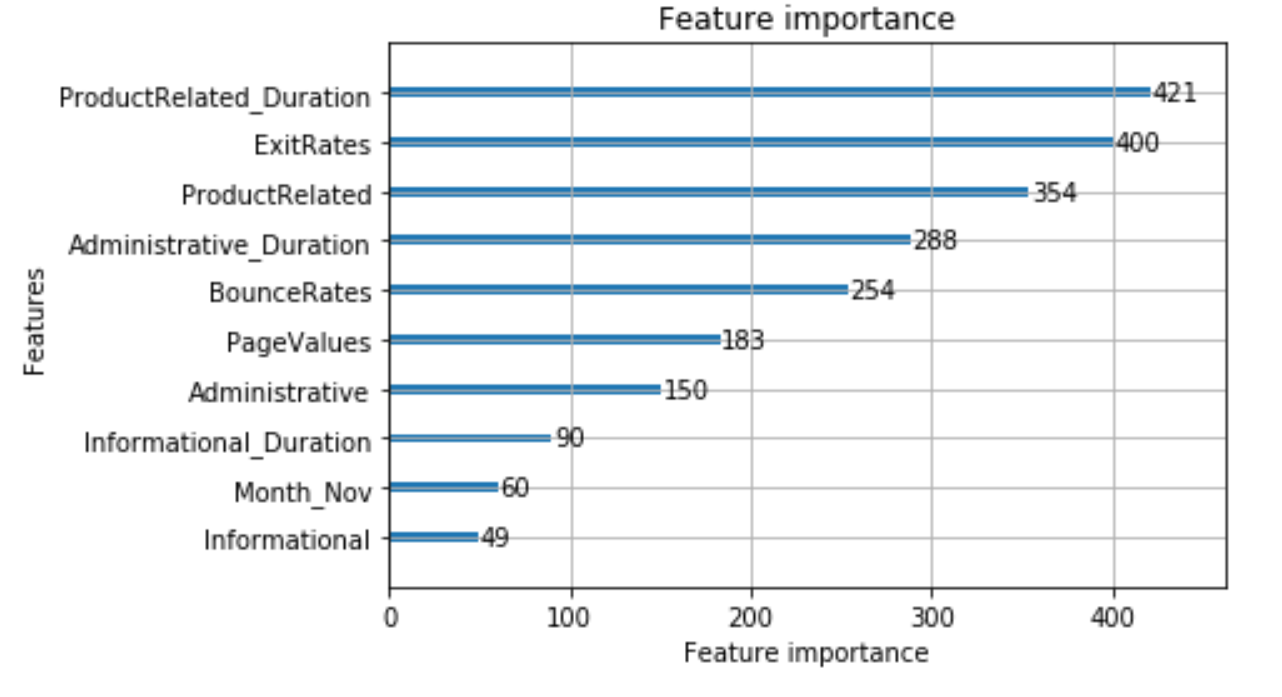 Feature importance
ProductRelated_Duration 421
ExitRates 400
ProductRelated 354
Administrative_Duration 288
BounceRates 254
PageValues 183
Administrative 150
Informational_Duration 90
Month_Nov 60
Informational 49
Features
0 100 200 300 400
Feature importance